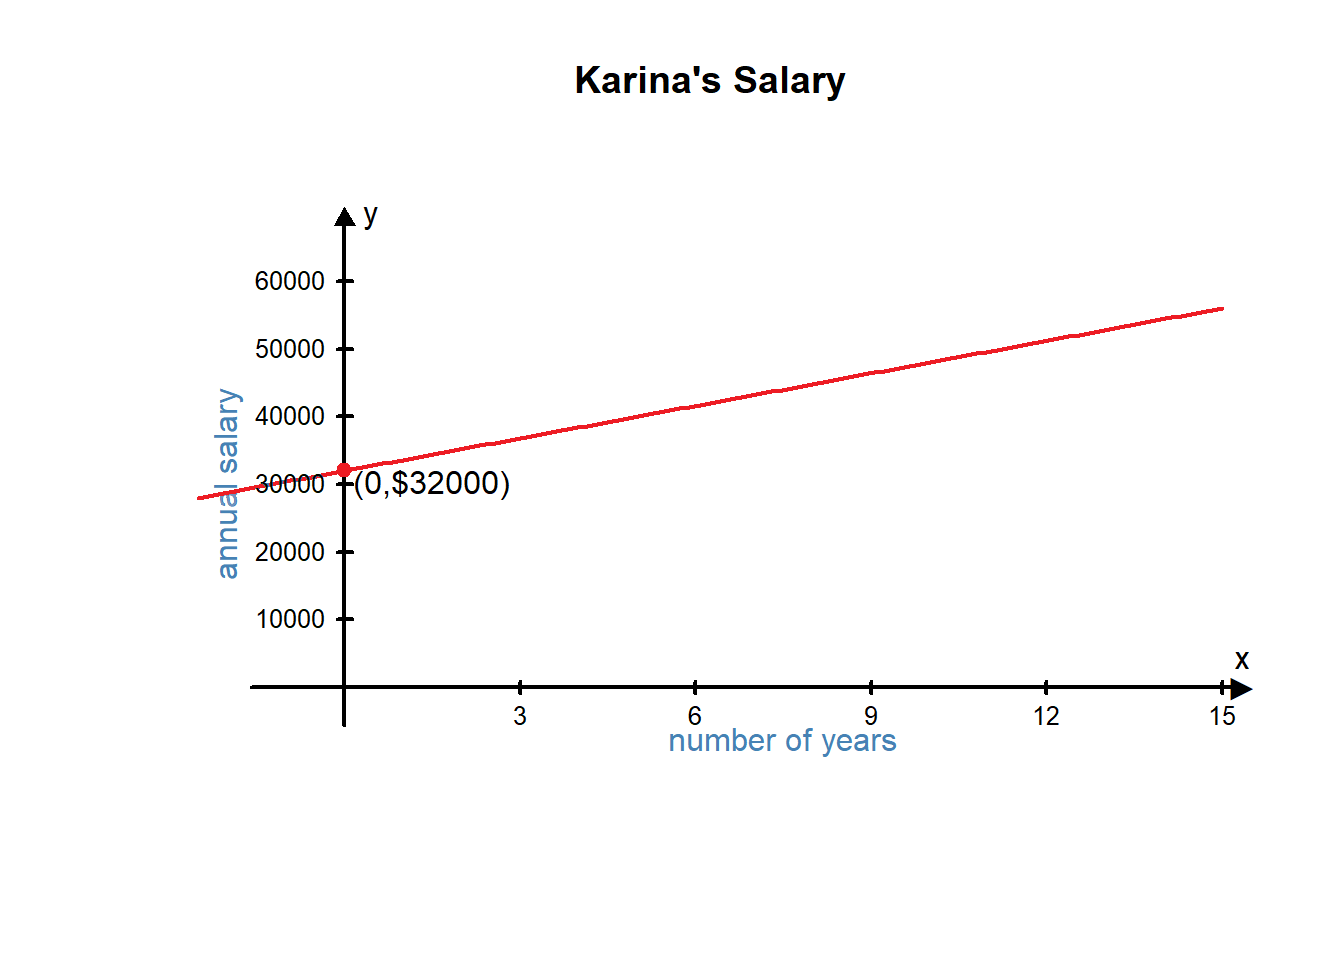 Karina's Salary
y
60000
50000
40000
30000
20000
10000
annual salary
(0,$32000)
x
3 6 9 12 15
number of years